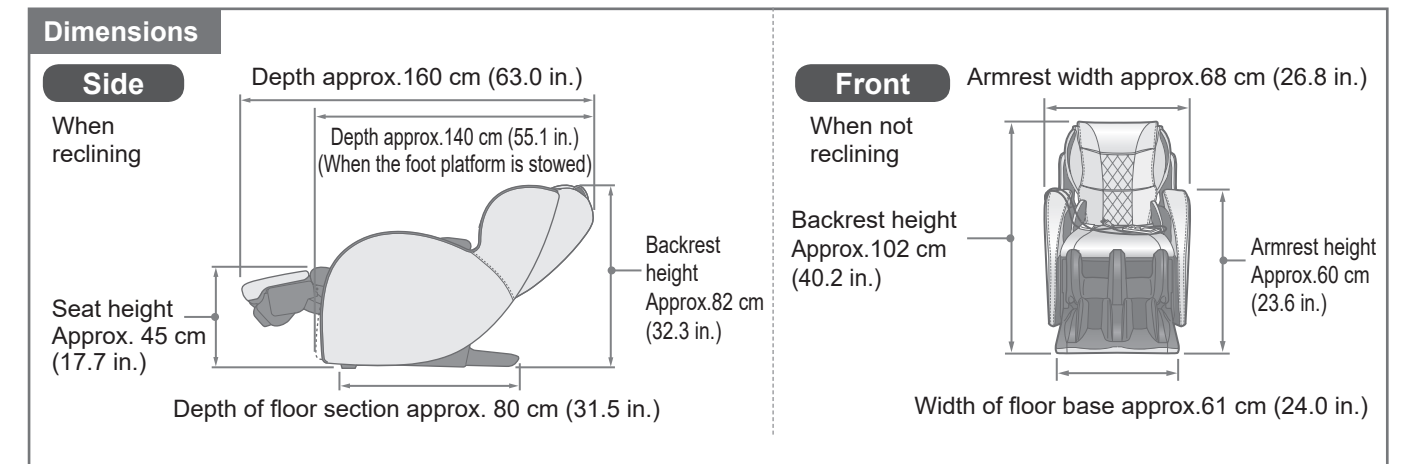 Dimensions
Side
When
reclining
Depth approx.160 cm (63.0 in.)
Depth approx.140 cm (55.1 in.)
(When the foot platform is stowed)
Seat height
Approx. 45 cm
(17.7 in.)
Backrest
height
Approx.82 cm
(32.3 in.)
Depth of floor section approx. 80 cm (31.5 in.)
Front
When not
reclining
Armrest width approx.68 cm (26.8 in.)
Backrest height
Approx.102 cm
(40.2 in.)
Armrest height
Approx.60 cm
(23.6 in.)
Width of floor base approx.61 cm (24.0 in.)